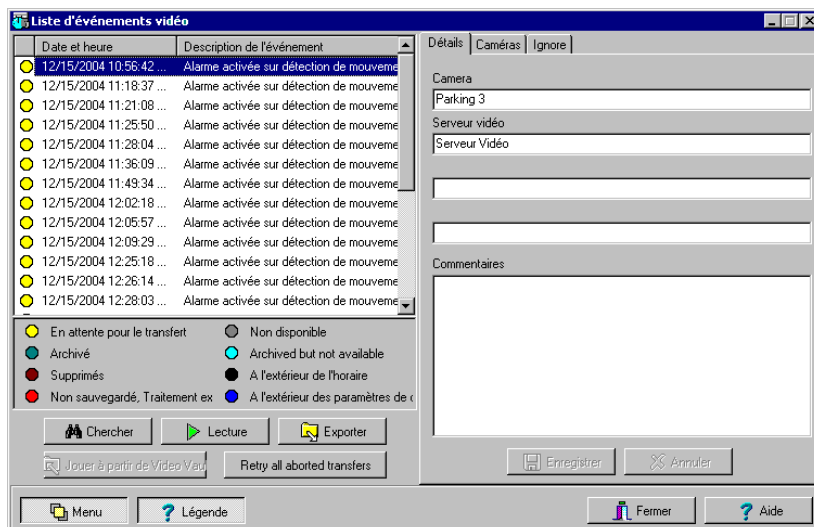 Liste d'événements vidéo
Date et heure Description de l'événement
12/15/2004 10:56:42 ... Alarme activée sur détection de mouveme
12/15/2004 11:18:37 ... Alarme activée sur détection de mouveme
12/15/2004 11:21:08 ... Alarme activée sur détection de mouveme
12/15/2004 11:25:50 ... Alarme activée sur détection de mouveme
12/15/2004 11:28:04 ... Alarme activée sur détection de mouveme
12/15/2004 11:36:09 ... Alarme activée sur détection de mouveme
12/15/2004 11:49:34 ... Alarme activée sur détection de mouveme
12/15/2004 12:02:18 ... Alarme activée sur détection de mouveme
12/15/2004 12:05:57 ... Alarme activée sur détection de mouveme
12/15/2004 12:09:29 ... Alarme activée sur détection de mouveme
12/15/2004 12:25:18 ... Alarme activée sur détection de mouveme
12/15/2004 12:26:14 ... Alarme activée sur détection de mouveme
12/15/2004 12:28:03 ... Alarme activée sur détection de mouveme
En attente pour le transfert Non disponible
Archivé Archived but not available
Supprimés A l'extérieur de l'horaire
Non sauvegardé, Traitement ex A l'extérieur des paramètres de c
Chercher Lecture Exporter
Jouer à partir de Video Vau Retry all aborted transfers
Détails Caméras Ignore
Camera
Parking 3
Serveur vidéo
Serveur Vidéo
Commentaires
Enregistrer Annuler
Menu ? Légende Fermer ? Aide